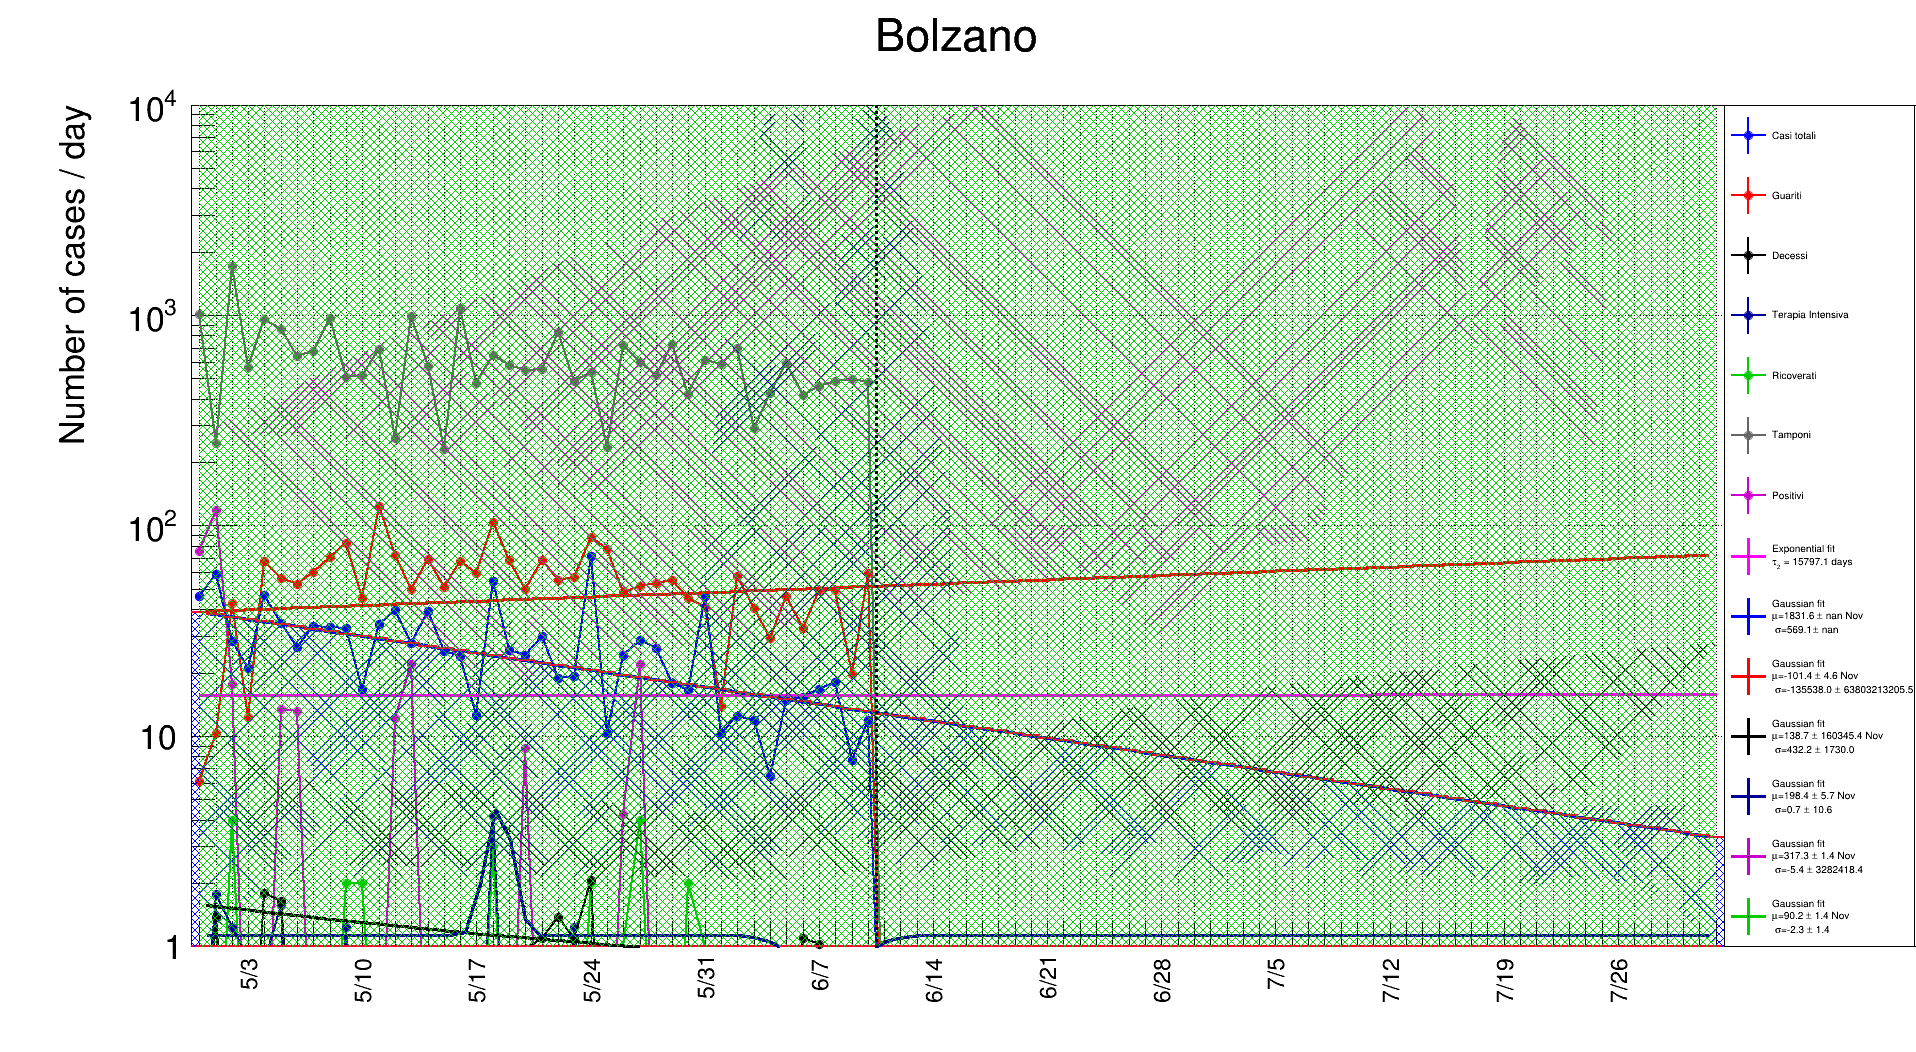 Bolzano
Number of cases / day
10⁴
10³
10²
10
1
5/3
5/10
5/17
5/24
5/31
6/7
6/14
6/21
6/28
7/5
7/12
7/19
7/26
Casi totali
Guariti
Decessi
Terapia Intensiva
Ricoverati
Tamponi
Positivi
Exponential fit
τ₂ = 15797.1 days
Gaussian fit
μ=1831.6 ± nan Nov
σ=569.1± nan
Gaussian fit
μ=-101.4 ± 4.6 Nov
σ=-135538.0 ± 63803213205.5
Gaussian fit
μ=138.7 ± 160345.4 Nov
σ=432.2 ± 1730.0
Gaussian fit
μ=198.4 ± 5.7 Nov
σ=0.7 ± 10.6
Gaussian fit
μ=317.3 ± 1.4 Nov
σ=-5.4 ± 3282418.4
Gaussian fit
μ=90.2 ± 1.4 Nov
σ=-2.3 ± 1.4